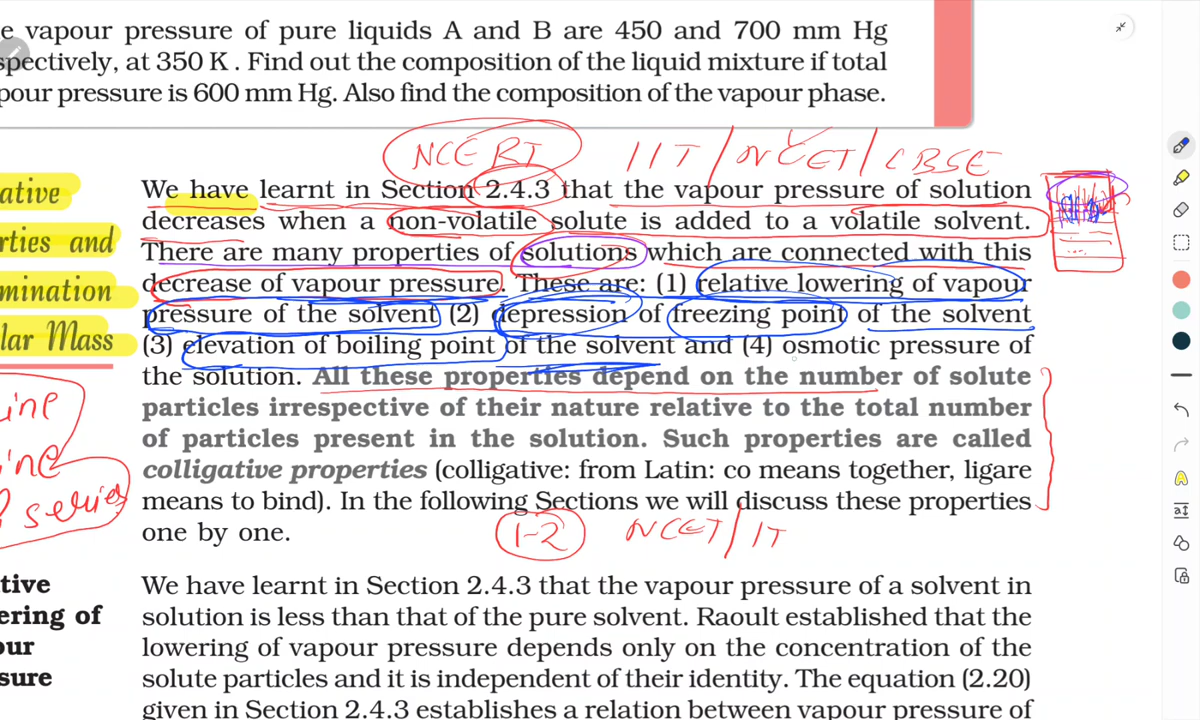 e vapour pressure of pure liquids A and B are 450 and 700 mm Hg
spectively, at 350 K . Find out the composition of the liquid mixture if total
pour pressure is 600 mm Hg. Also find the composition of the vapour phase.
NCERT IIT / NCET / CBSE
ative
rties and
mination
lar Mass
We have learnt in Section 2.4.3 that the vapour pressure of solution
decreases when a non-volatile solute is added to a volatile solvent.
There are many properties of solutions which are connected with this
decrease of vapour pressure. These are: (1) relative lowering of vapour
pressure of the solvent (2) depression of freezing point of the solvent
(3) elevation of boiling point of the solvent and (4) osmotic pressure of
the solution. All these properties depend on the number of solute
particles irrespective of their nature relative to the total number
of particles present in the solution. Such properties are called
colligative properties (colligative: from Latin: co means together, ligare
means to bind). In the following Sections we will discuss these properties
one by one.
ine
ine
series
1-2 NCET / IT
tive
ering of
our
sure
We have learnt in Section 2.4.3 that the vapour pressure of a solvent in
solution is less than that of the pure solvent. Raoult established that the
lowering of vapour pressure depends only on the concentration of the
solute particles and it is independent of their identity. The equation (2.20)
given in Section 2.4.3 establishes a relation between vapour pressure of